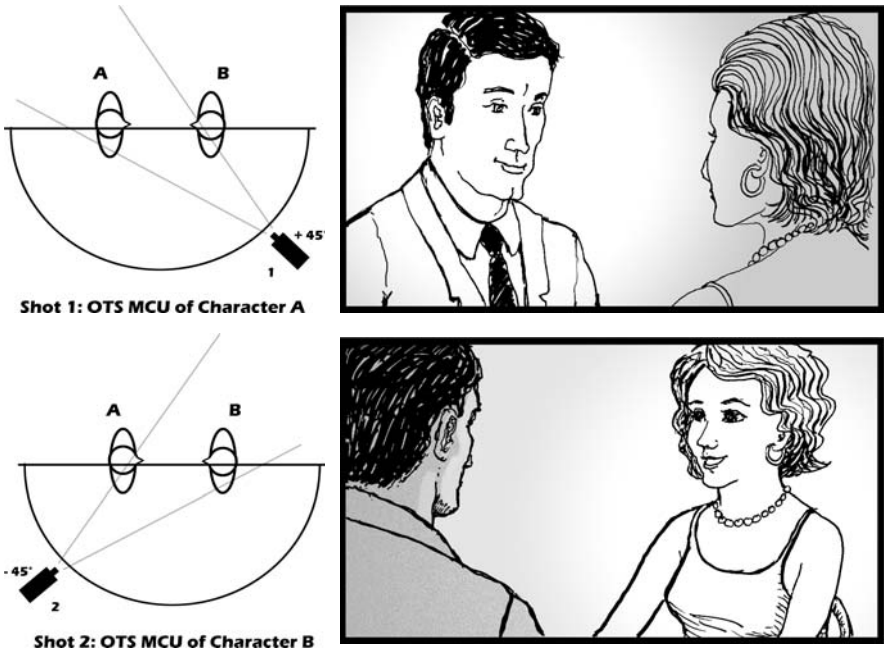 A B
+ 45°
1
Shot 1: OTS MCU of Character A
A B
- 45°
2
Shot 2: OTS MCU of Character B